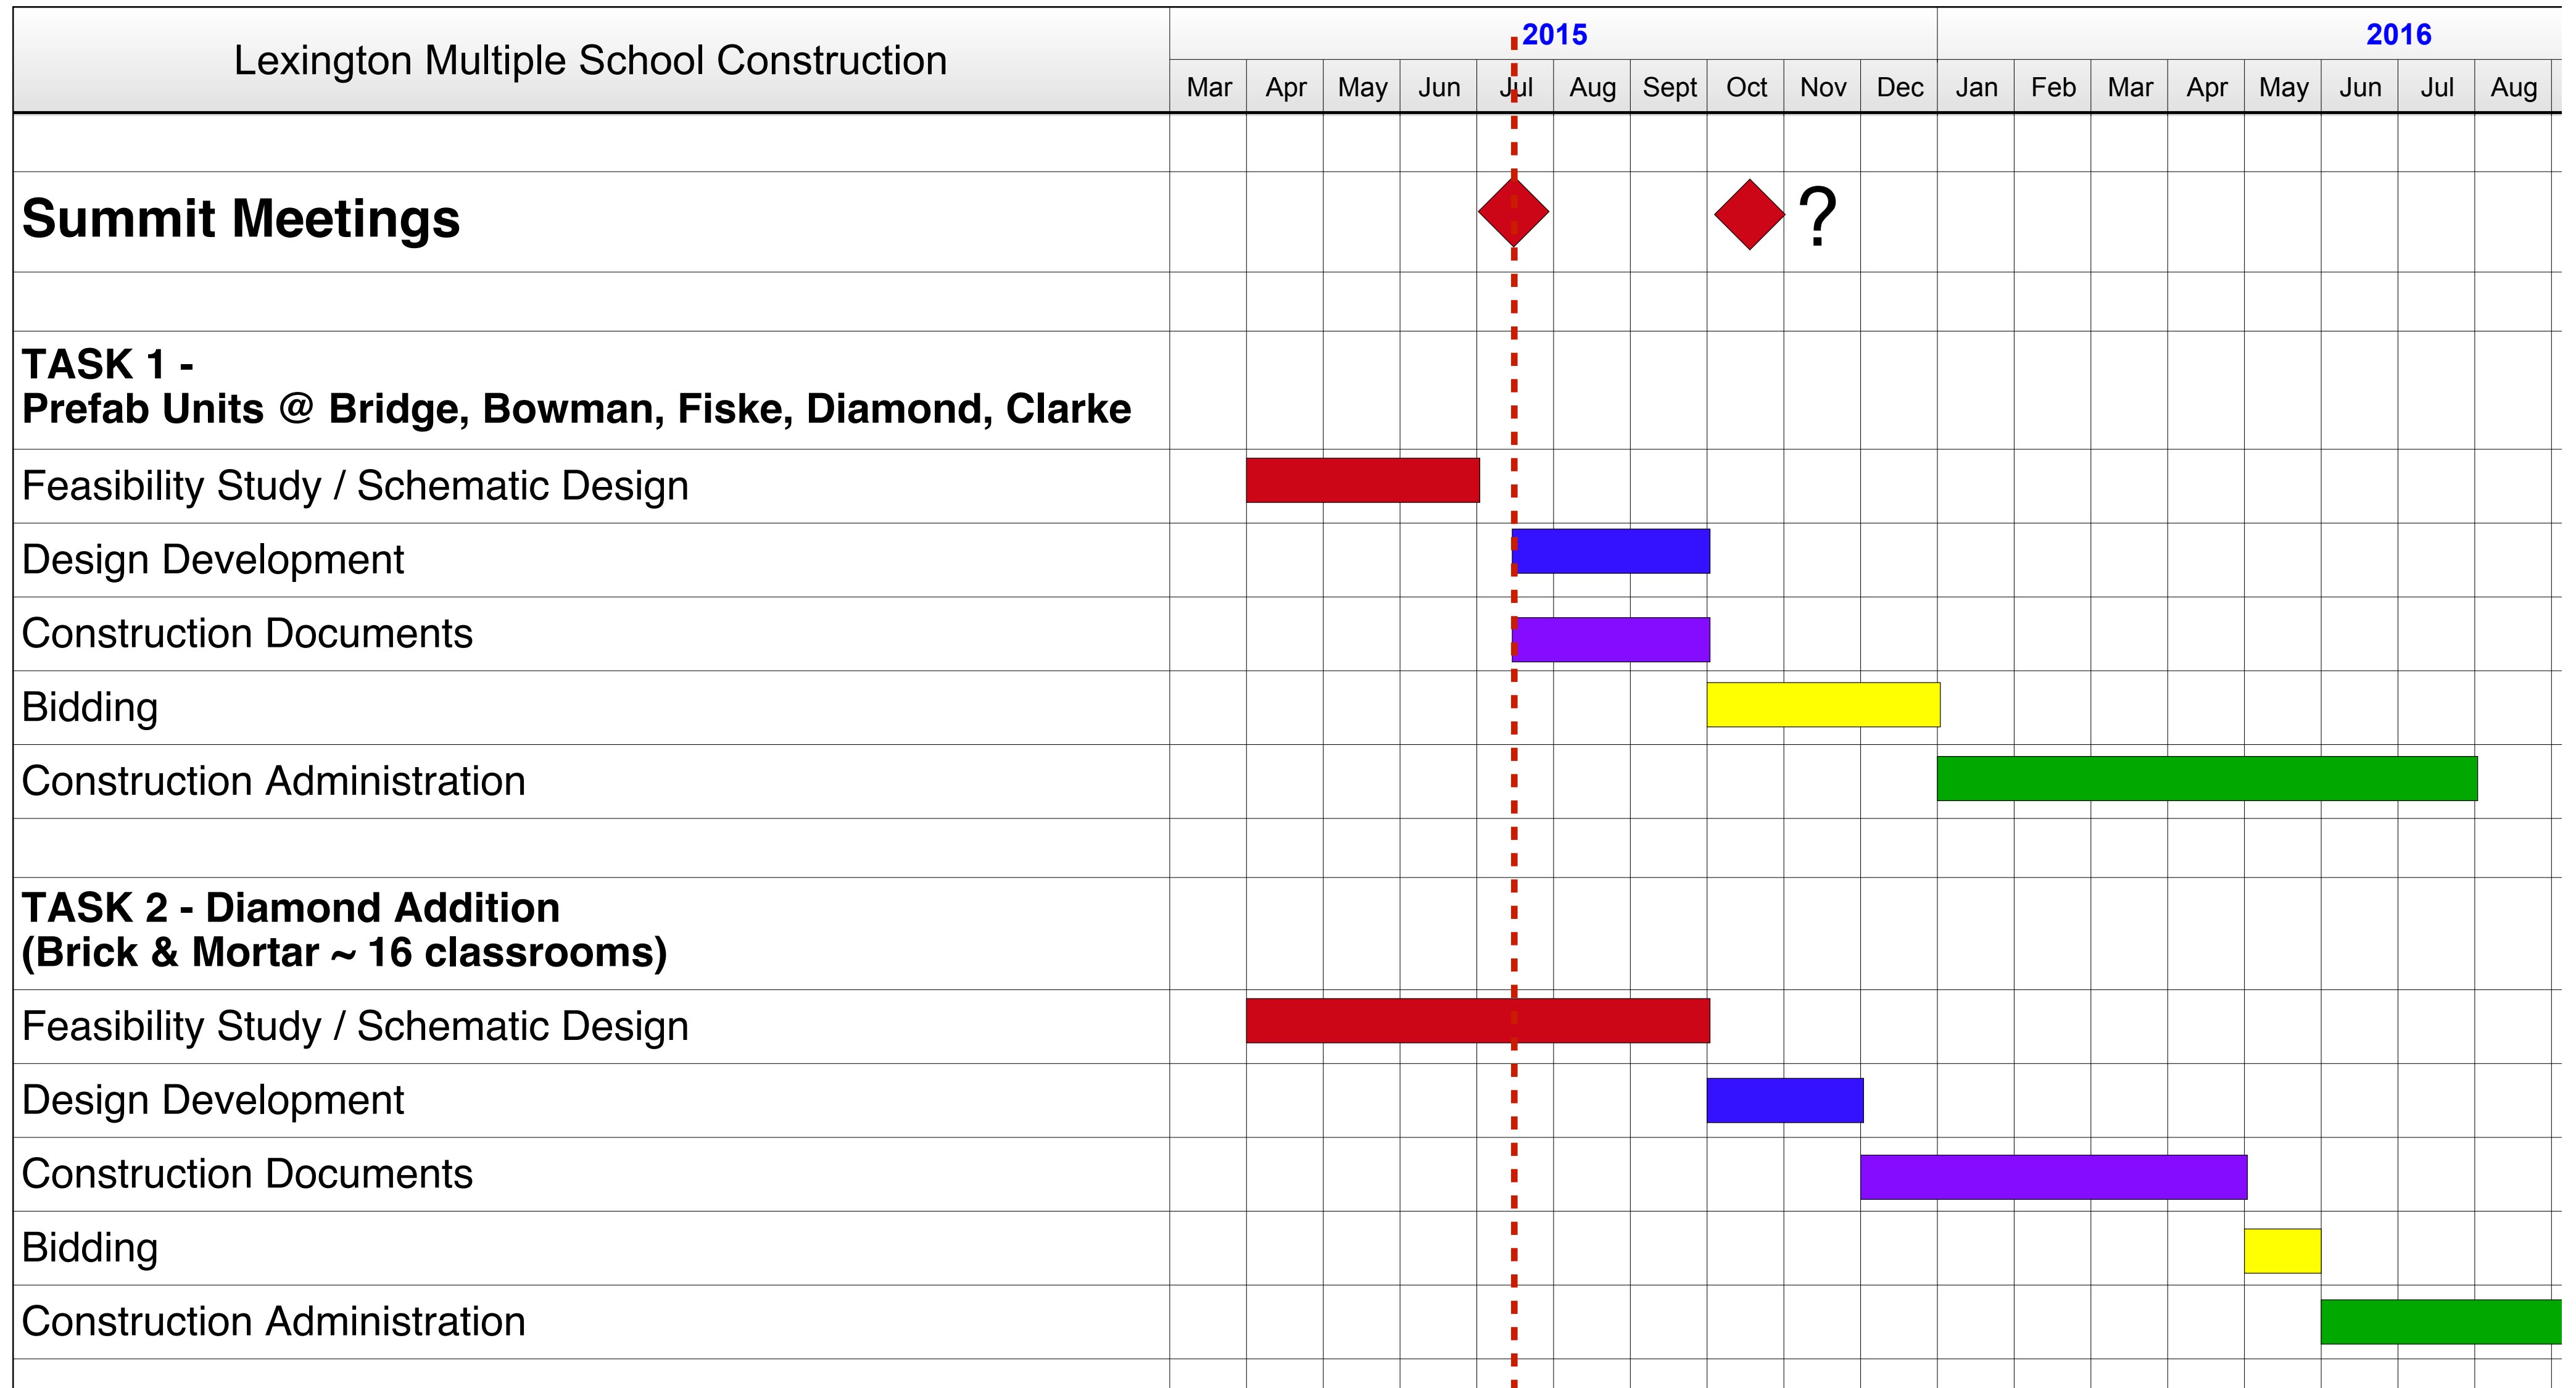 Lexington Multiple School Construction
2015
2016
Mar Apr May Jun Jul Aug Sept Oct Nov Dec Jan Feb Mar Apr May Jun Jul Aug
Summit Meetings
?
TASK 1 -
Prefab Units @ Bridge, Bowman, Fiske, Diamond, Clarke
Feasibility Study / Schematic Design
Design Development
Construction Documents
Bidding
Construction Administration
TASK 2 - Diamond Addition
(Brick & Mortar ~ 16 classrooms)
Feasibility Study / Schematic Design
Design Development
Construction Documents
Bidding
Construction Administration